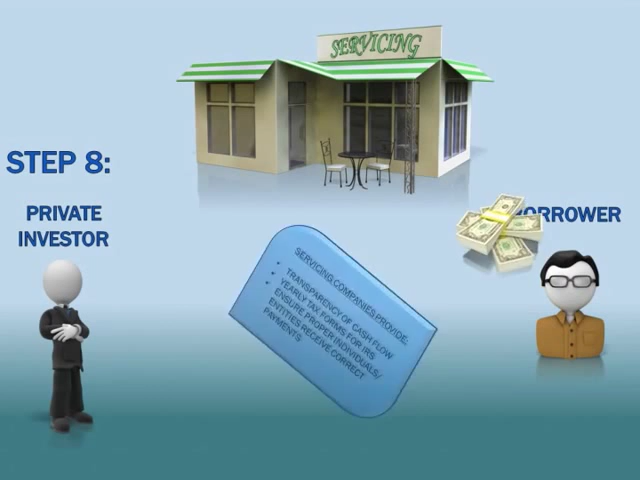 SERVICING
STEP 8:
PRIVATE
INVESTOR
ORROWER
SERVICING COMPANIES PROVIDE:
• TRANSPARENCY OF CASH FLOW
• YEARLY TAX FORMS FOR IRS
• ENSURE PROPER INDIVIDUALS/
ENTITIES RECEIVE CORRECT
PAYMENTS